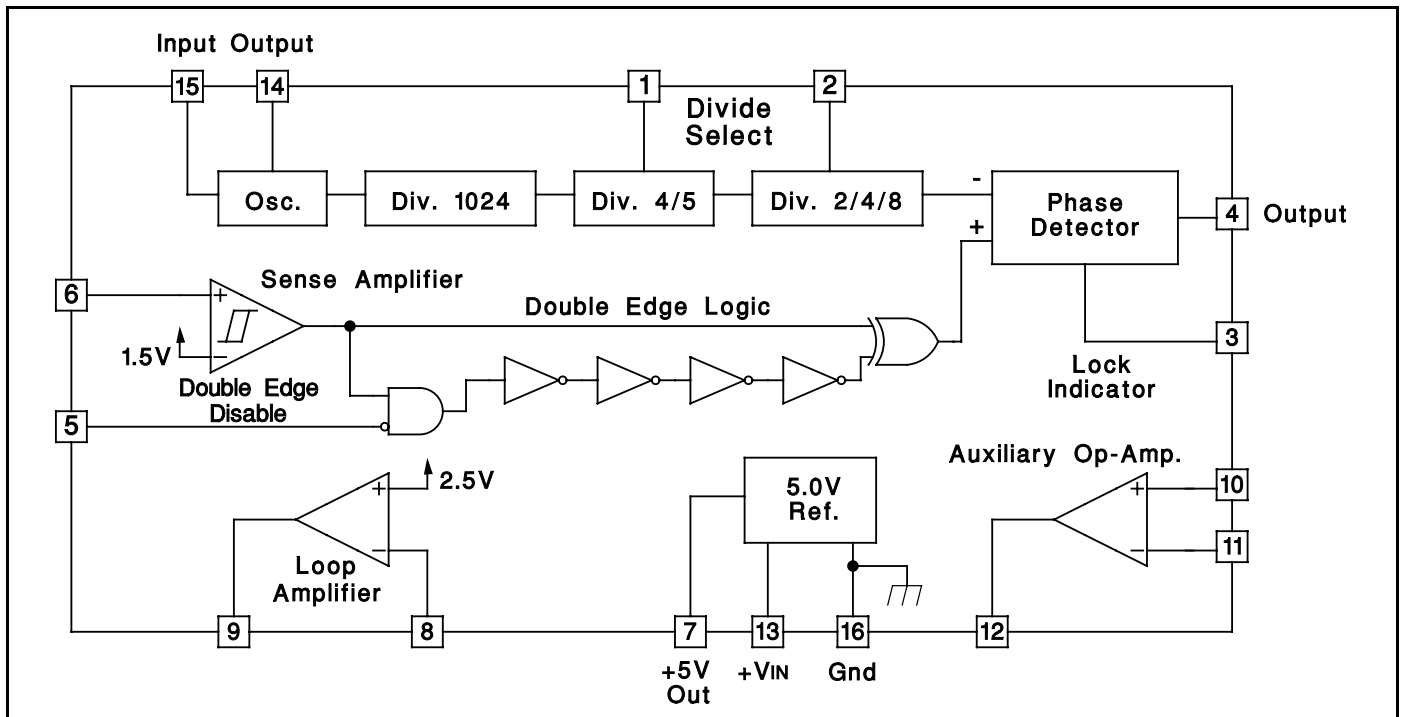 Input Output
15
14
1
2
Divide
Select
Osc.
Div. 1024
Div. 4/5
Div. 2/4/8
-
+
Phase
Detector
4
Output
6
Sense Amplifier
+
-
1.5V
Double Edge Logic
3
Lock
Indicator
Double Edge
Disable
5
Auxiliary Op-Amp.
+
-
2.5V
5.0V
Ref.
+
-
10
11
Loop
Amplifier
9
8
7
13
16
12
+5V
Out
+VIN
Gnd